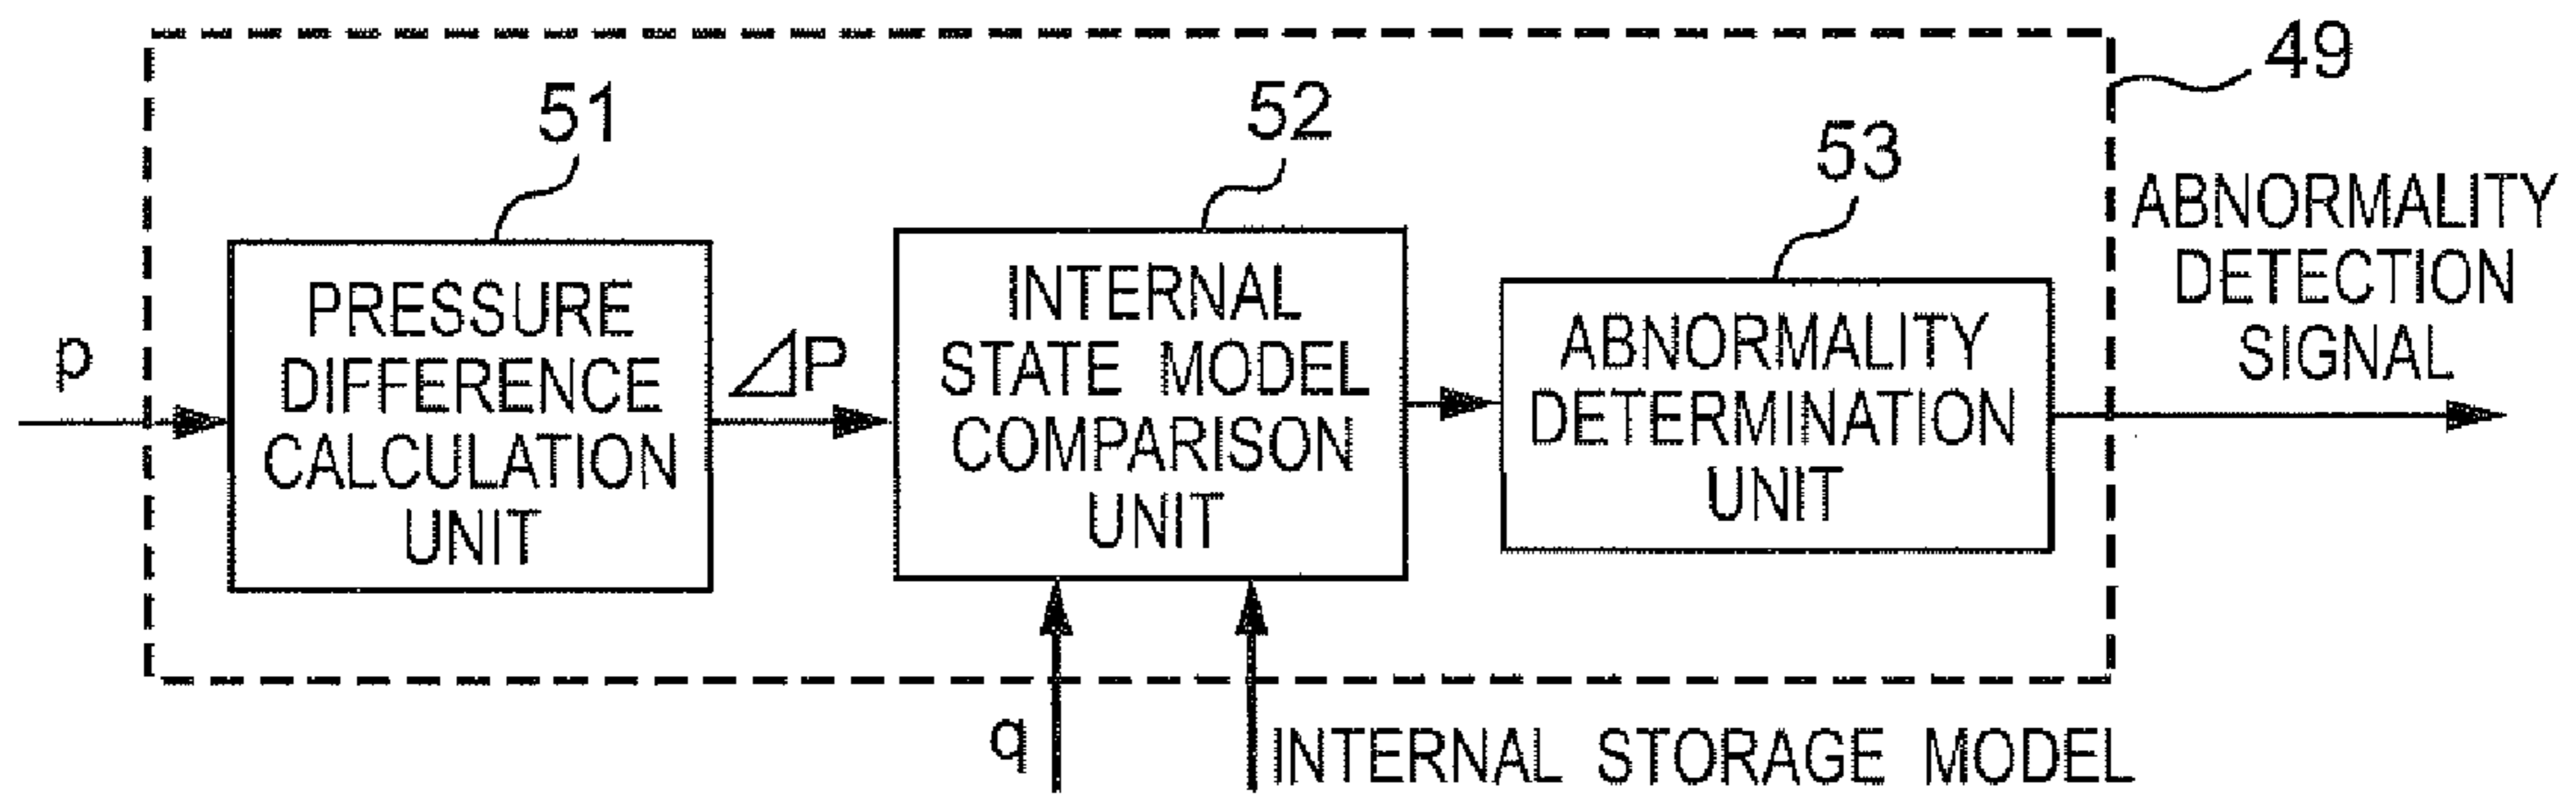 49
51
52
53
ABNORMALITY
DETECTION
SIGNAL
p
PRESSURE
DIFFERENCE
CALCULATION
UNIT
⊿P
INTERNAL
STATE MODEL
COMPARISON
UNIT
ABNORMALITY
DETERMINATION
UNIT
q
INTERNAL STORAGE MODEL